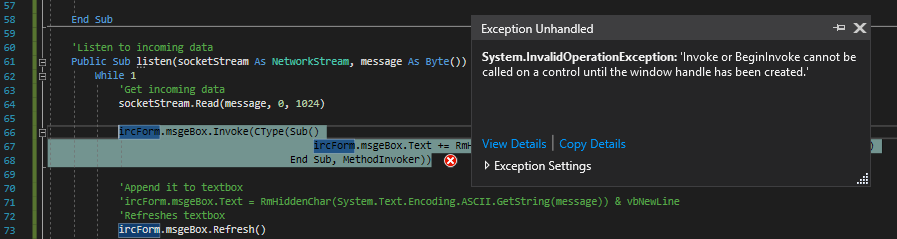 57
58 End Sub
59
60 'Listen to incoming data
61 Public Sub listen(socketStream As NetworkStream, message As Byte())
62 While 1
63 'Get incoming data
64 socketStream.Read(message, 0, 1024)
65
66 ircForm.msgeBox.Invoke(CType(Sub()
67 ircForm.msgeBox.Text += RmH
68 End Sub, MethodInvoker))
69
70 'Append it to textbox
71 'ircForm.msgeBox.Text = RmHiddenChar(System.Text.Encoding.ASCII.GetString(message)) & vbNewLine
72 'Refreshes textbox
73 ircForm.msgeBox.Refresh()
Exception Unhandled
System.InvalidOperationException: 'Invoke or BeginInvoke cannot be
called on a control until the window handle has been created.'
View Details | Copy Details
Exception Settings